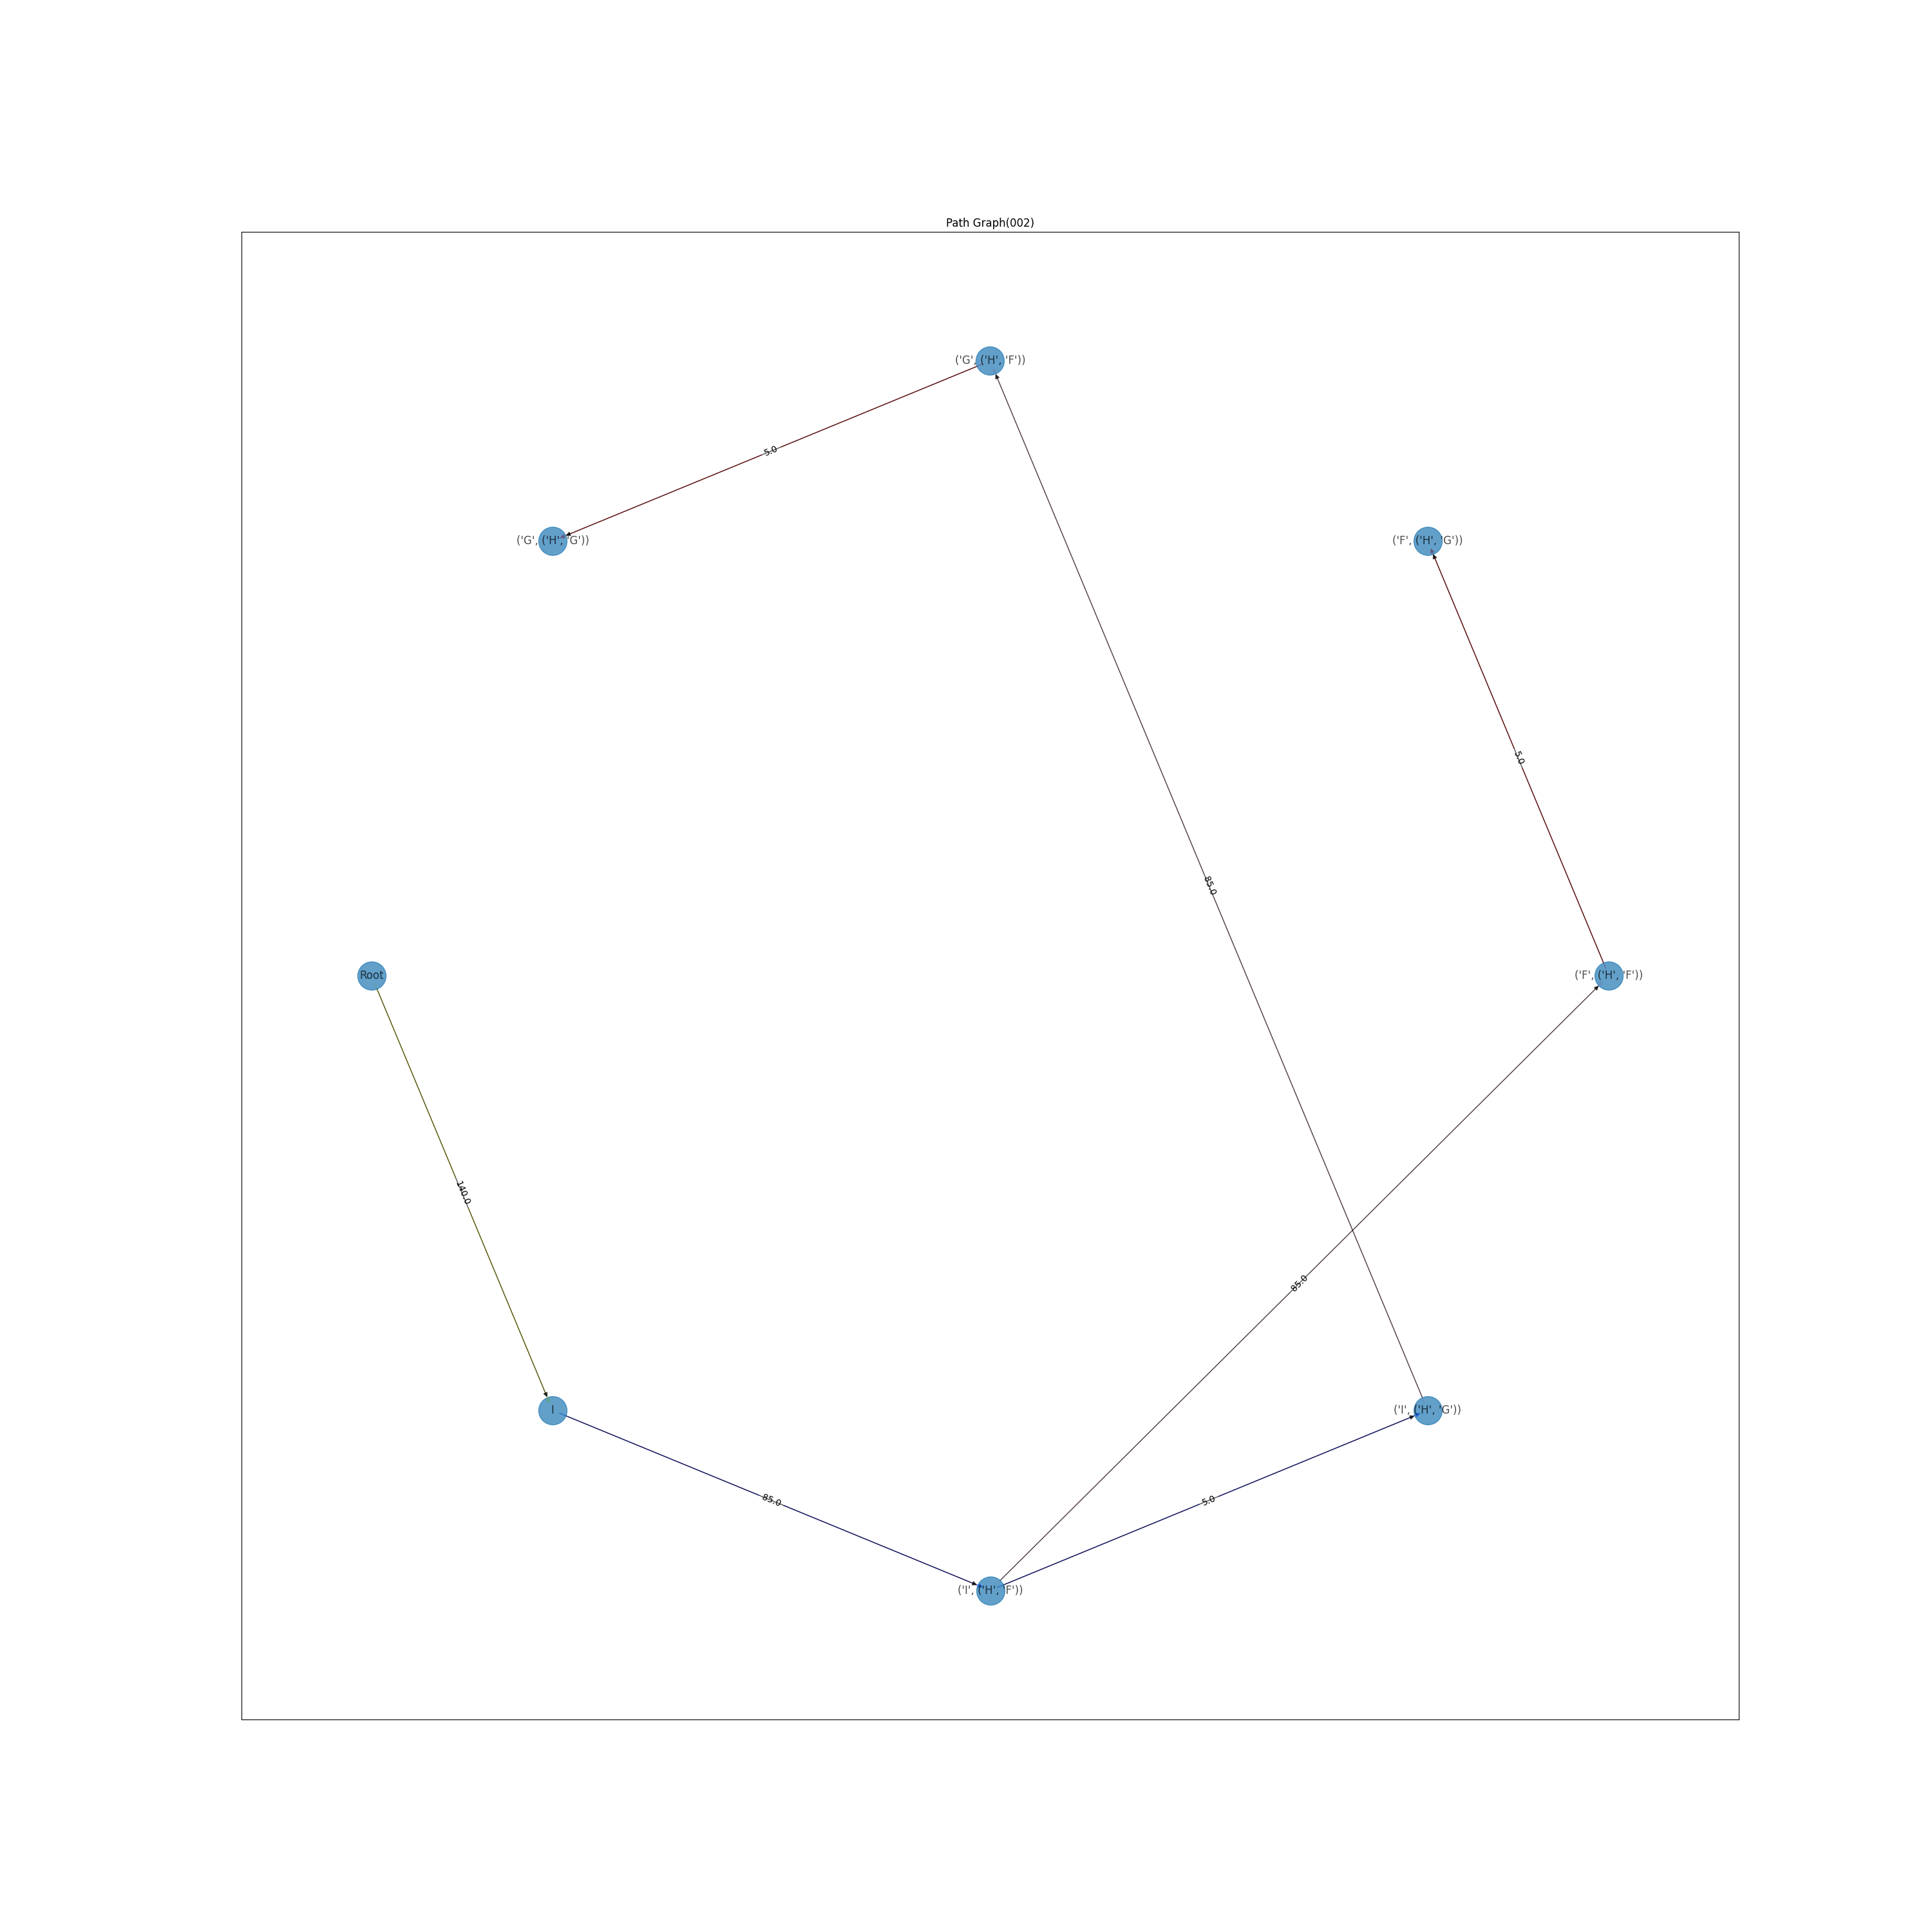 Path Graph(002)
('G', ('H', 'F'))
5.0
('G', ('H', 'G'))
('F', ('H', 'G'))
5.0
85.0
Root
('F', ('H', 'F'))
140.0
85.0
I
('I', ('H', 'G'))
85.0
5.0
('I', ('H', 'F'))